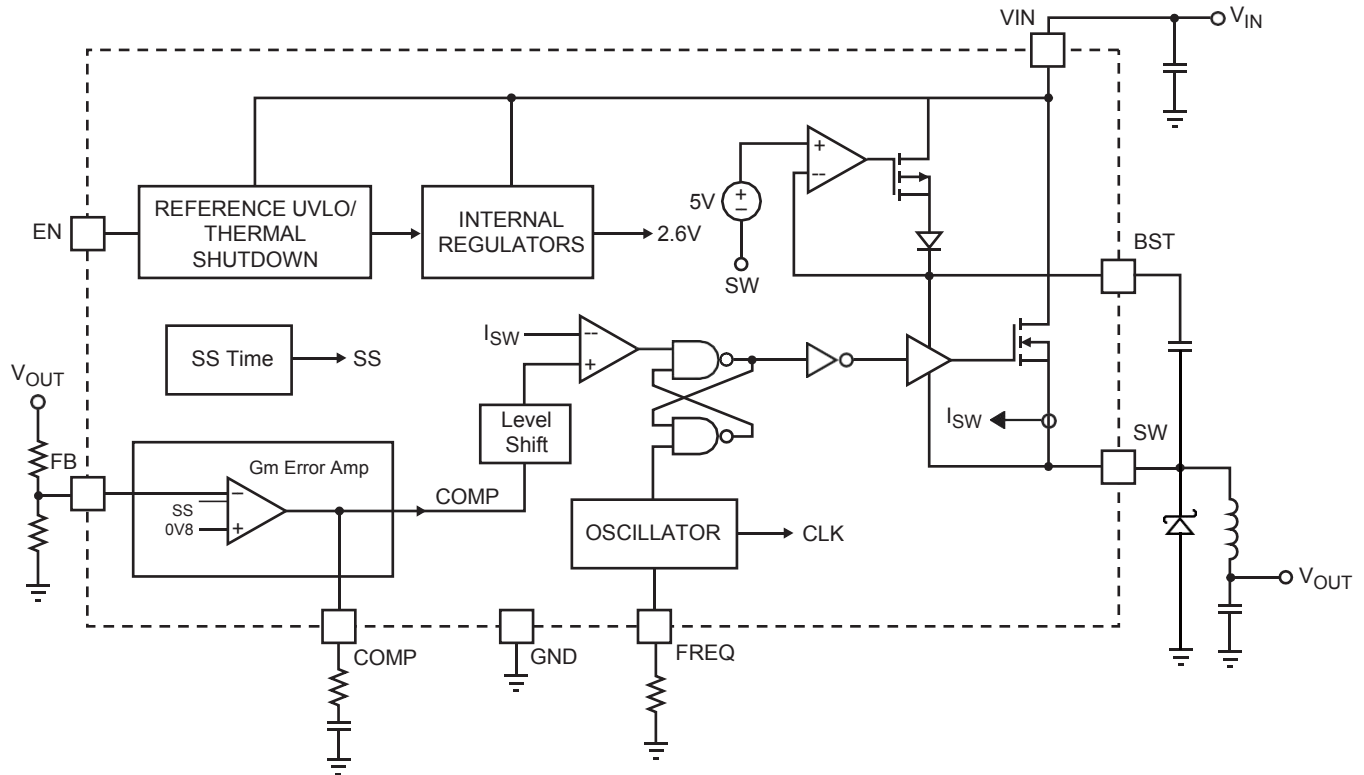 VIN
VIN
EN
REFERENCE UVLO/
THERMAL
SHUTDOWN
INTERNAL
REGULATORS
2.6V
5V
+
−
SW
+
--
BST
SS Time
SS
ISW
--
+
Level
Shift
ISW
SW
VOUT
FB
Gm Error Amp
SS
0V8
−
+
COMP
OSCILLATOR
CLK
VOUT
COMP
GND
FREQ